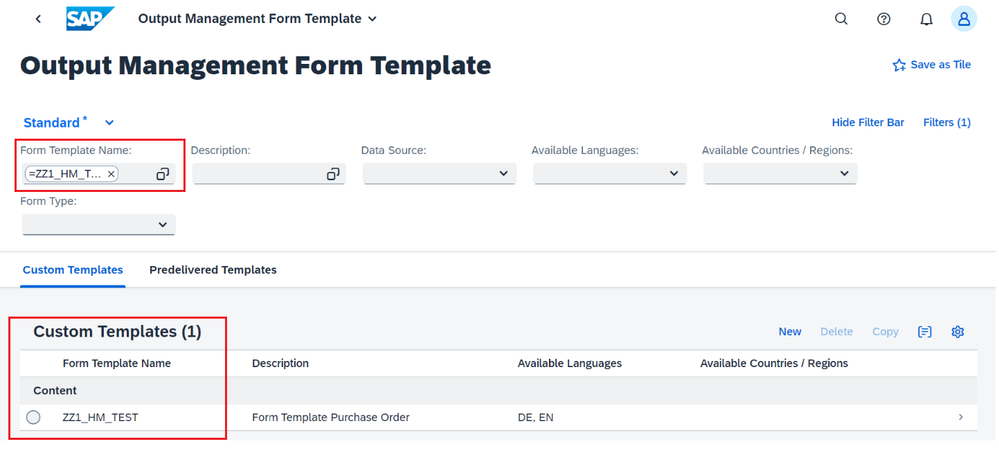 SAP Output Management Form Template
Output Management Form Template
Save as Tile
Standard *
Hide Filter Bar Filters (1)
Form Template Name: Description: Data Source: Available Languages: Available Countries / Regions:
=ZZ1_HM_T...
Form Type:
Custom Templates Predelivered Templates
Custom Templates (1)
New Delete Copy
Form Template Name Description Available Languages Available Countries / Regions
Content
ZZ1_HM_TEST Form Template Purchase Order DE, EN